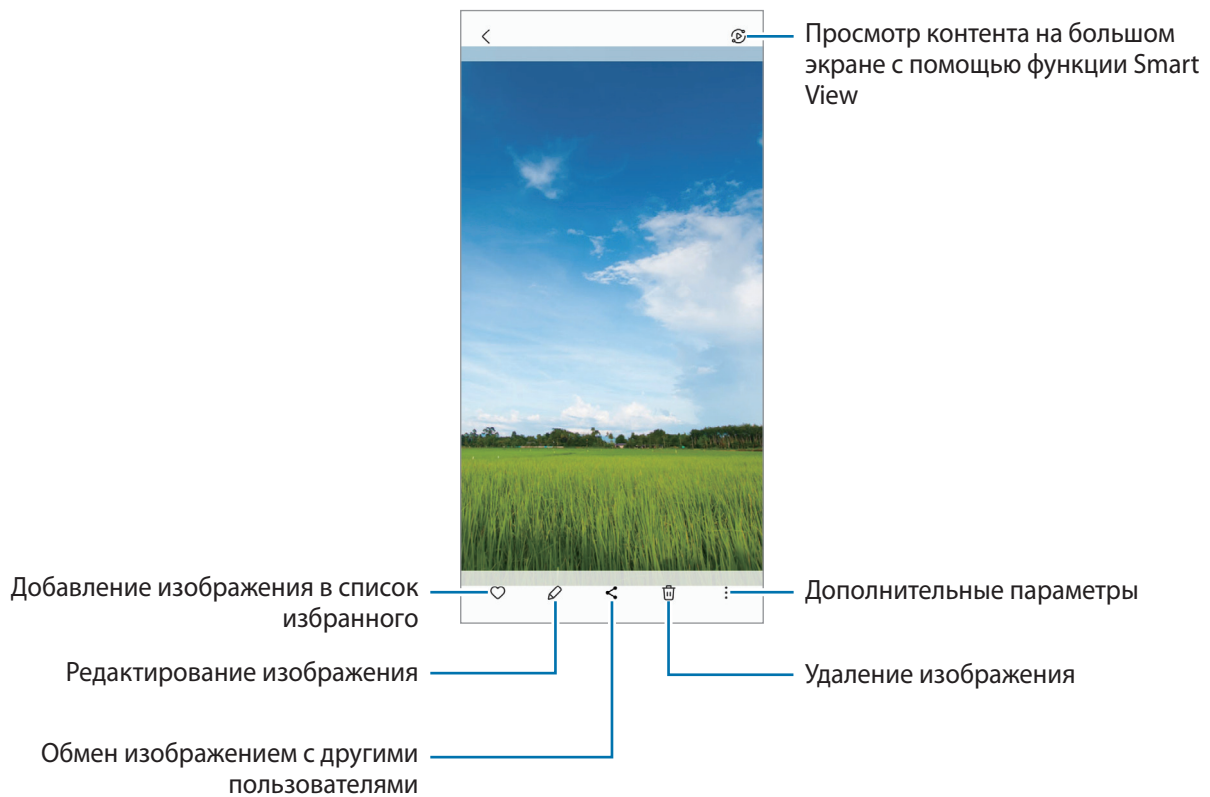 Просмотр контента на большом
экране с помощью функции Smart
View
Добавление изображения в список
избранного
Дополнительные параметры
Редактирование изображения
Удаление изображения
Обмен изображением с другими
пользователями